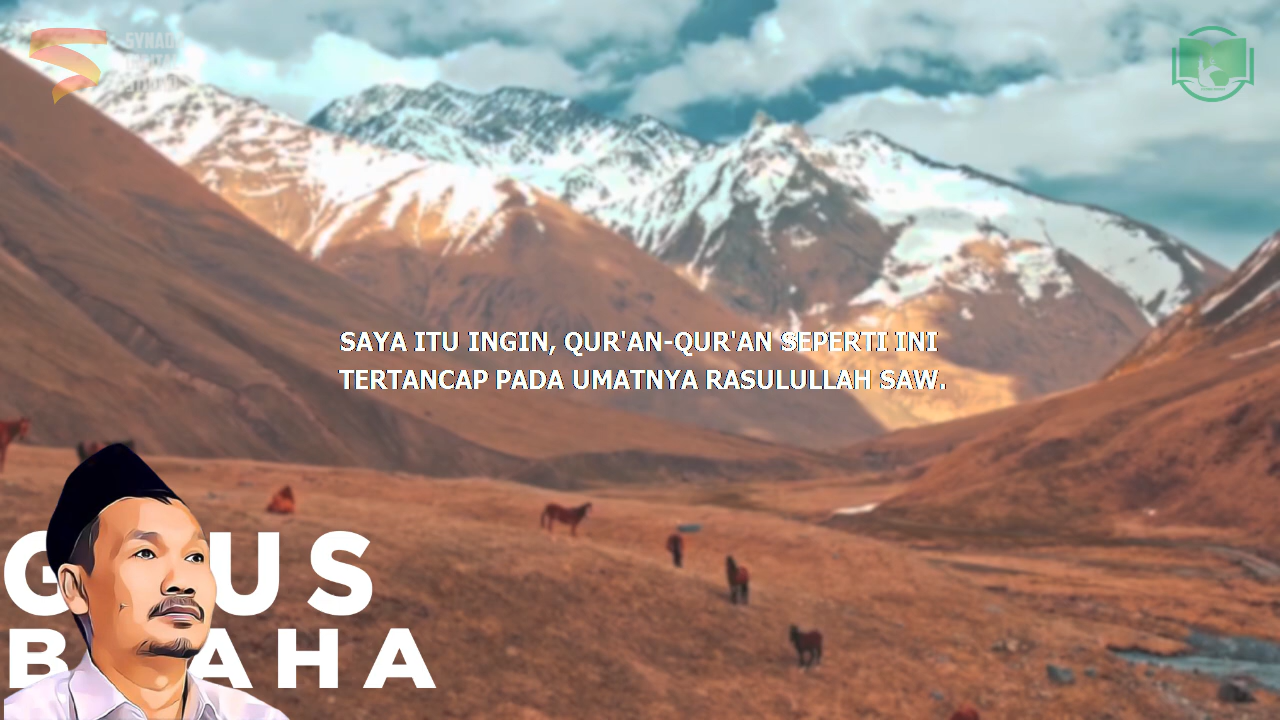 SAYA ITU INGIN, QUR'AN-QUR'AN SEPERTI INI
TERTANCAP PADA UMATNYA RASULULLAH SAW.
GUS
BAHA